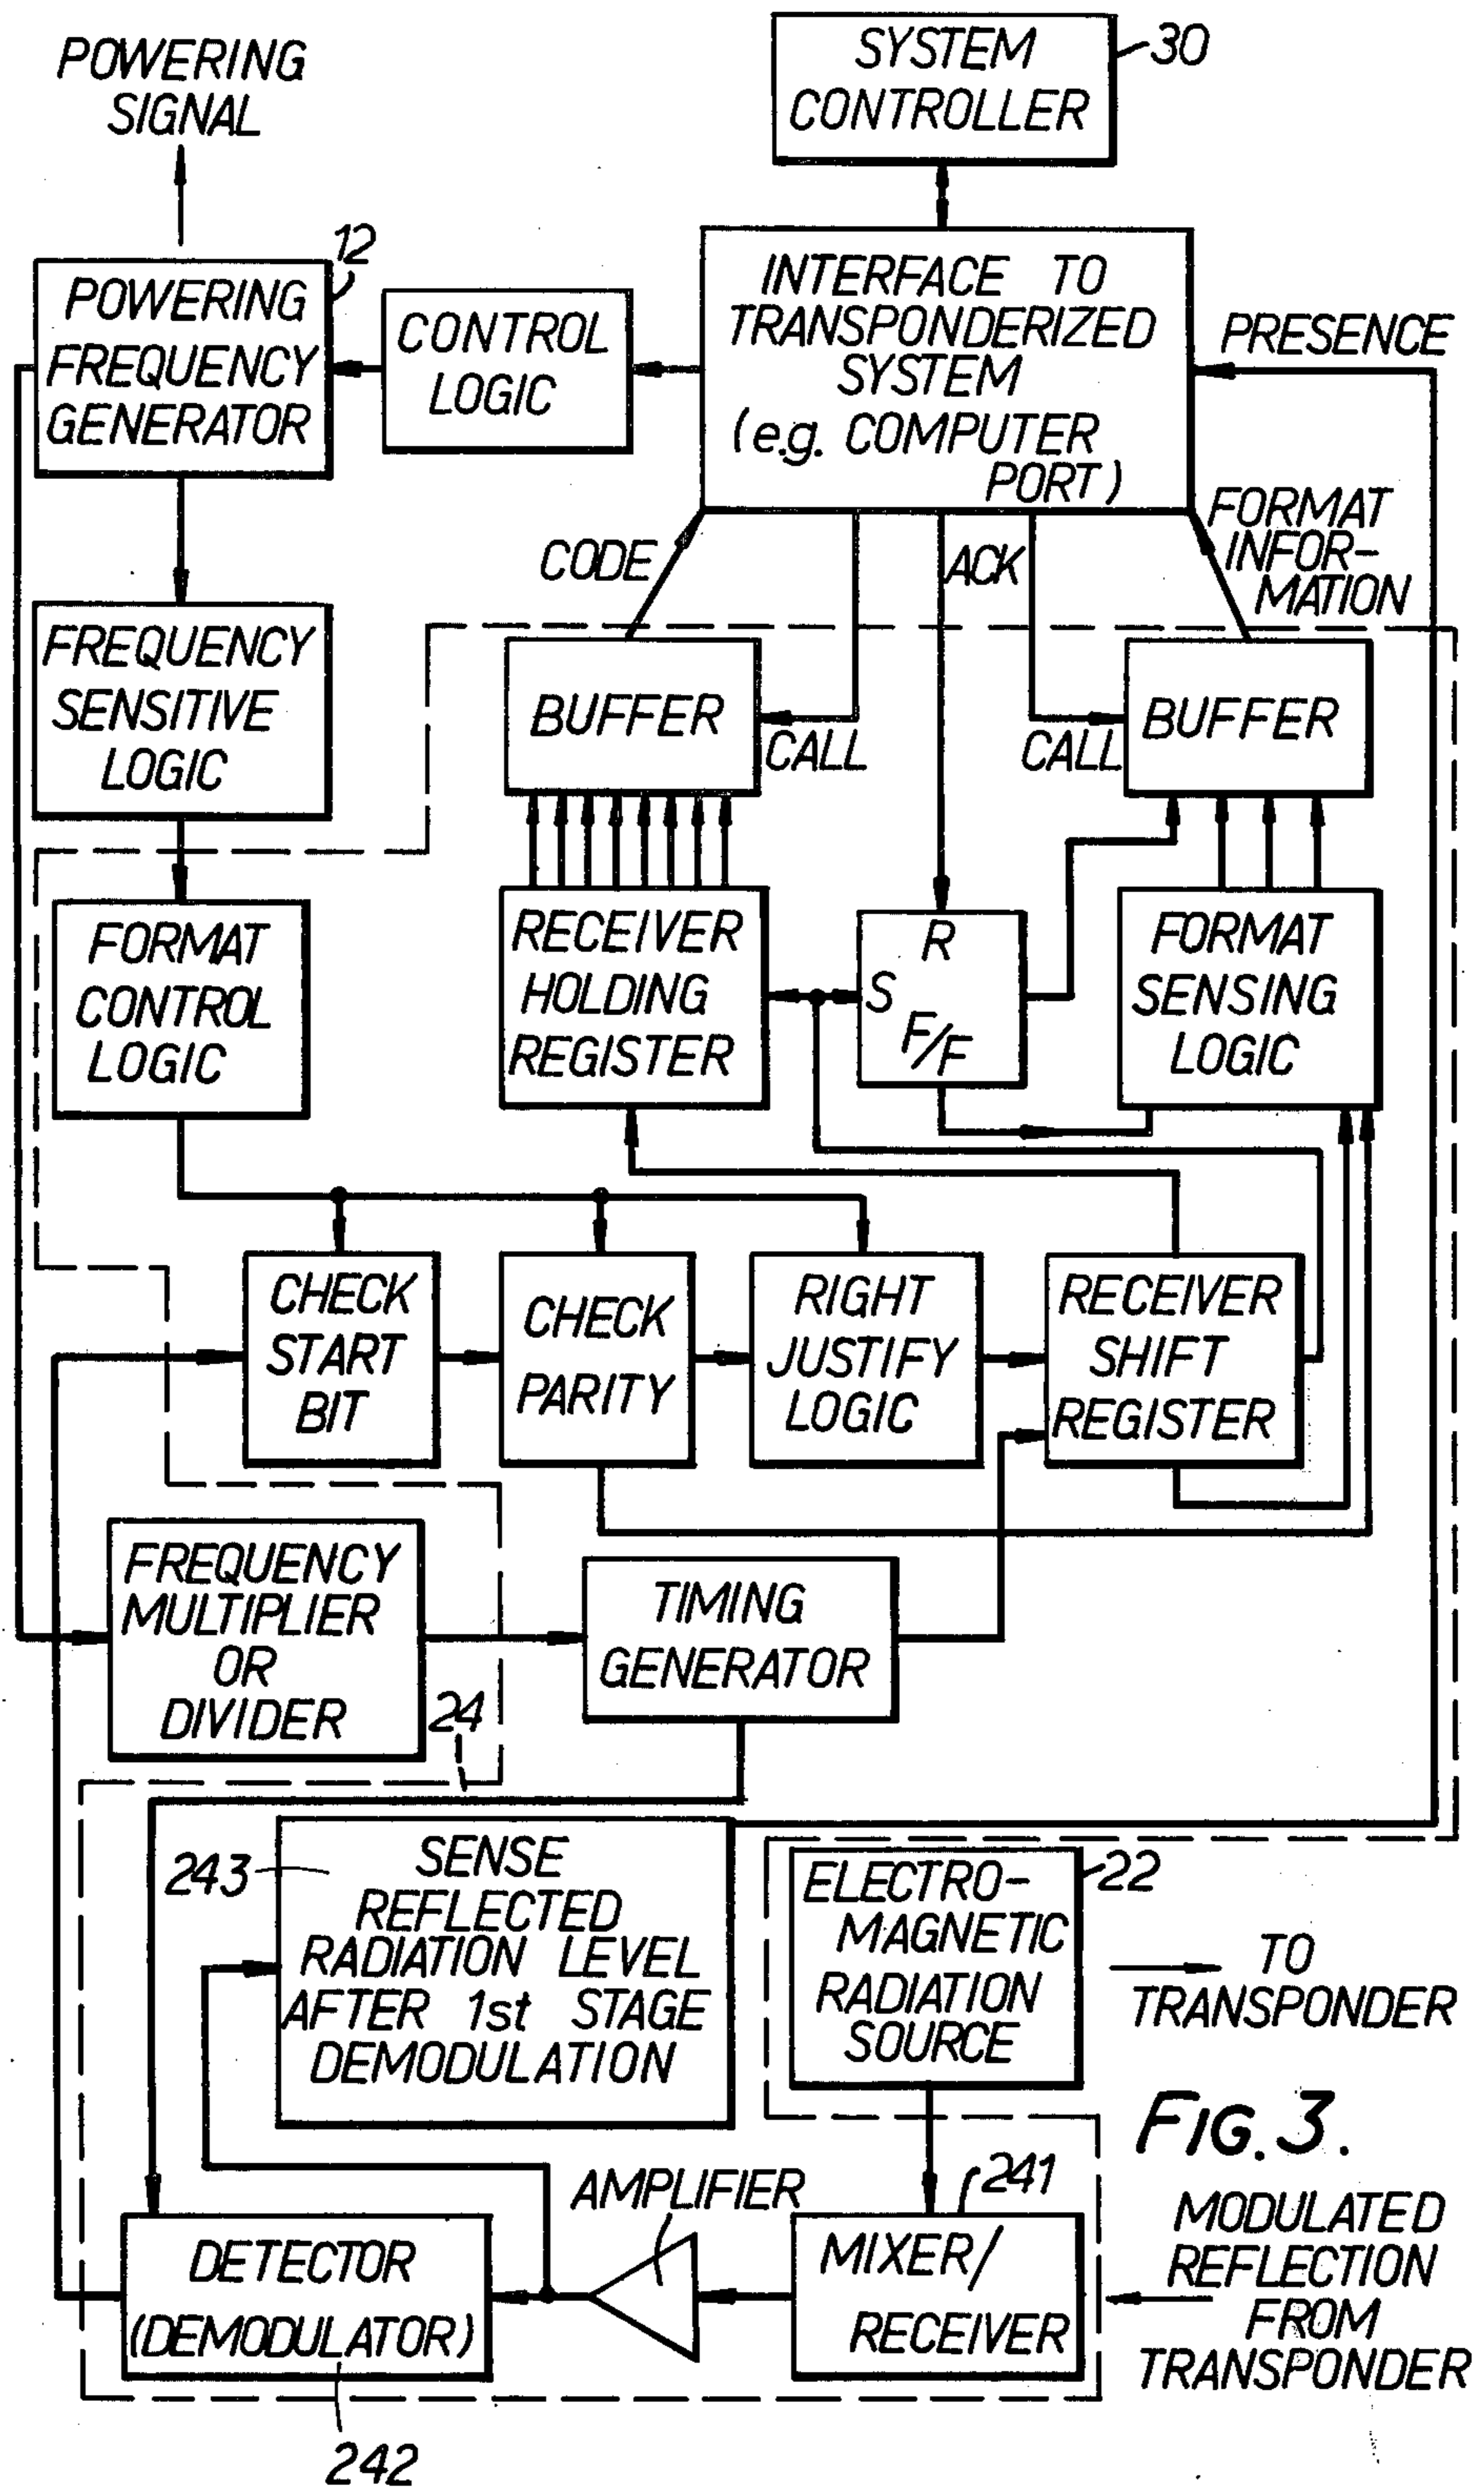 POWERING
SIGNAL
SYSTEM
CONTROLLER
30
12
POWERING
FREQUENCY
GENERATOR
CONTROL
LOGIC
INTERFACE TO
TRANSPONDERIZED
SYSTEM
(e.g. COMPUTER
PORT)
PRESENCE
CODE
ACK
FORMAT
INFOR-
MATION
FREQUENCY
SENSITIVE
LOGIC
BUFFER
CALL
CALL
BUFFER
FORMAT
CONTROL
LOGIC
RECEIVER
HOLDING
REGISTER
R
S
F/F
FORMAT
SENSING
LOGIC
CHECK
START
BIT
CHECK
PARITY
RIGHT
JUSTIFY
LOGIC
RECEIVER
SHIFT
REGISTER
FREQUENCY
MULTIPLIER
OR
DIVIDER
TIMING
GENERATOR
24
243
SENSE
REFLECTED
RADIATION LEVEL
AFTER 1st STAGE
DEMODULATION
ELECTRO-
MAGNETIC
RADIATION
SOURCE
22
TO
TRANSPONDER
FIG. 3.
AMPLIFIER
241
DETECTOR
(DEMODULATOR)
MIXER/
RECEIVER
MODULATED
REFLECTION
FROM
TRANSPONDER
242